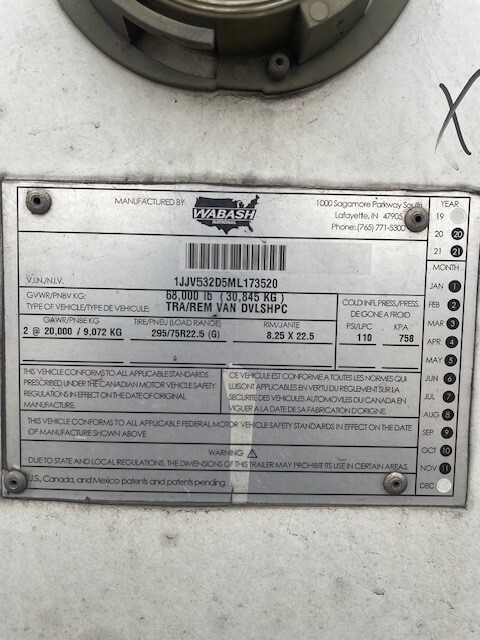 X
MANUFACTURED BY:
WABASH
NATIONAL
1000 Sagamore Parkway South
Lafayette, IN 47905
Phone: (765) 771-5300
YEAR
19
20 20
21 21
MONTH
JAN 1
FEB 2
MAR 3
APR 4
MAY 5
JUN 6
JUL 7
AUG 8
SEP 9
OCT 10
NOV 11
DEC
V.I.N./N.I.V. 1JJV532D5ML173520
GVWR/PNBV KG: 68,000 lb (30,845 KG)
TYPE OF VEHICLE/TYPE DE VEHICULE: TRA/REM VAN DVLSHPC
COLD INFL PRESS./PRESS. DE GONF A FROID
GAWR/PNBE KG TIRE/PNEU (LOAD RANGE) RIM/JANTE PSI/LPC KPA
2 @ 20,000 / 9,072 KG 295/75R22.5 (G) 8.25 X 22.5 110 758
THIS VEHICLE CONFORMS TO ALL APPLICABLE STANDARDS
PRESCRIBED UNDER THE CANADIAN MOTOR VEHICLE SAFETY
REGULATIONS IN EFFECT ON THE DATE OF ORIGINAL
MANUFACTURE.
CE VEHICULE EST CONFORME A TOUTES LES NORMES QUI
LUI SONT APPLICABLES EN VERTU DU REGLEMENT SUR LA
SECURITE DES VEHICULES AUTOMOBILES DU CANADA EN
VIGUER A LA DATE DE SA FABRICATION D'ORIGINE.
THIS VEHICLE CONFORMS TO ALL APPLICABLE FEDERAL MOTOR VEHICLE SAFETY STANDARDS IN EFFECT ON THE DATE
OF MANUFACTURE SHOWN ABOVE
WARNING
DUE TO STATE AND LOCAL REGULATIONS, THE DIMENSIONS OF THIS TRAILER MAY PROHIBIT ITS USE IN CERTAIN AREAS.
U.S., Canada, and Mexico patents and patents pending.